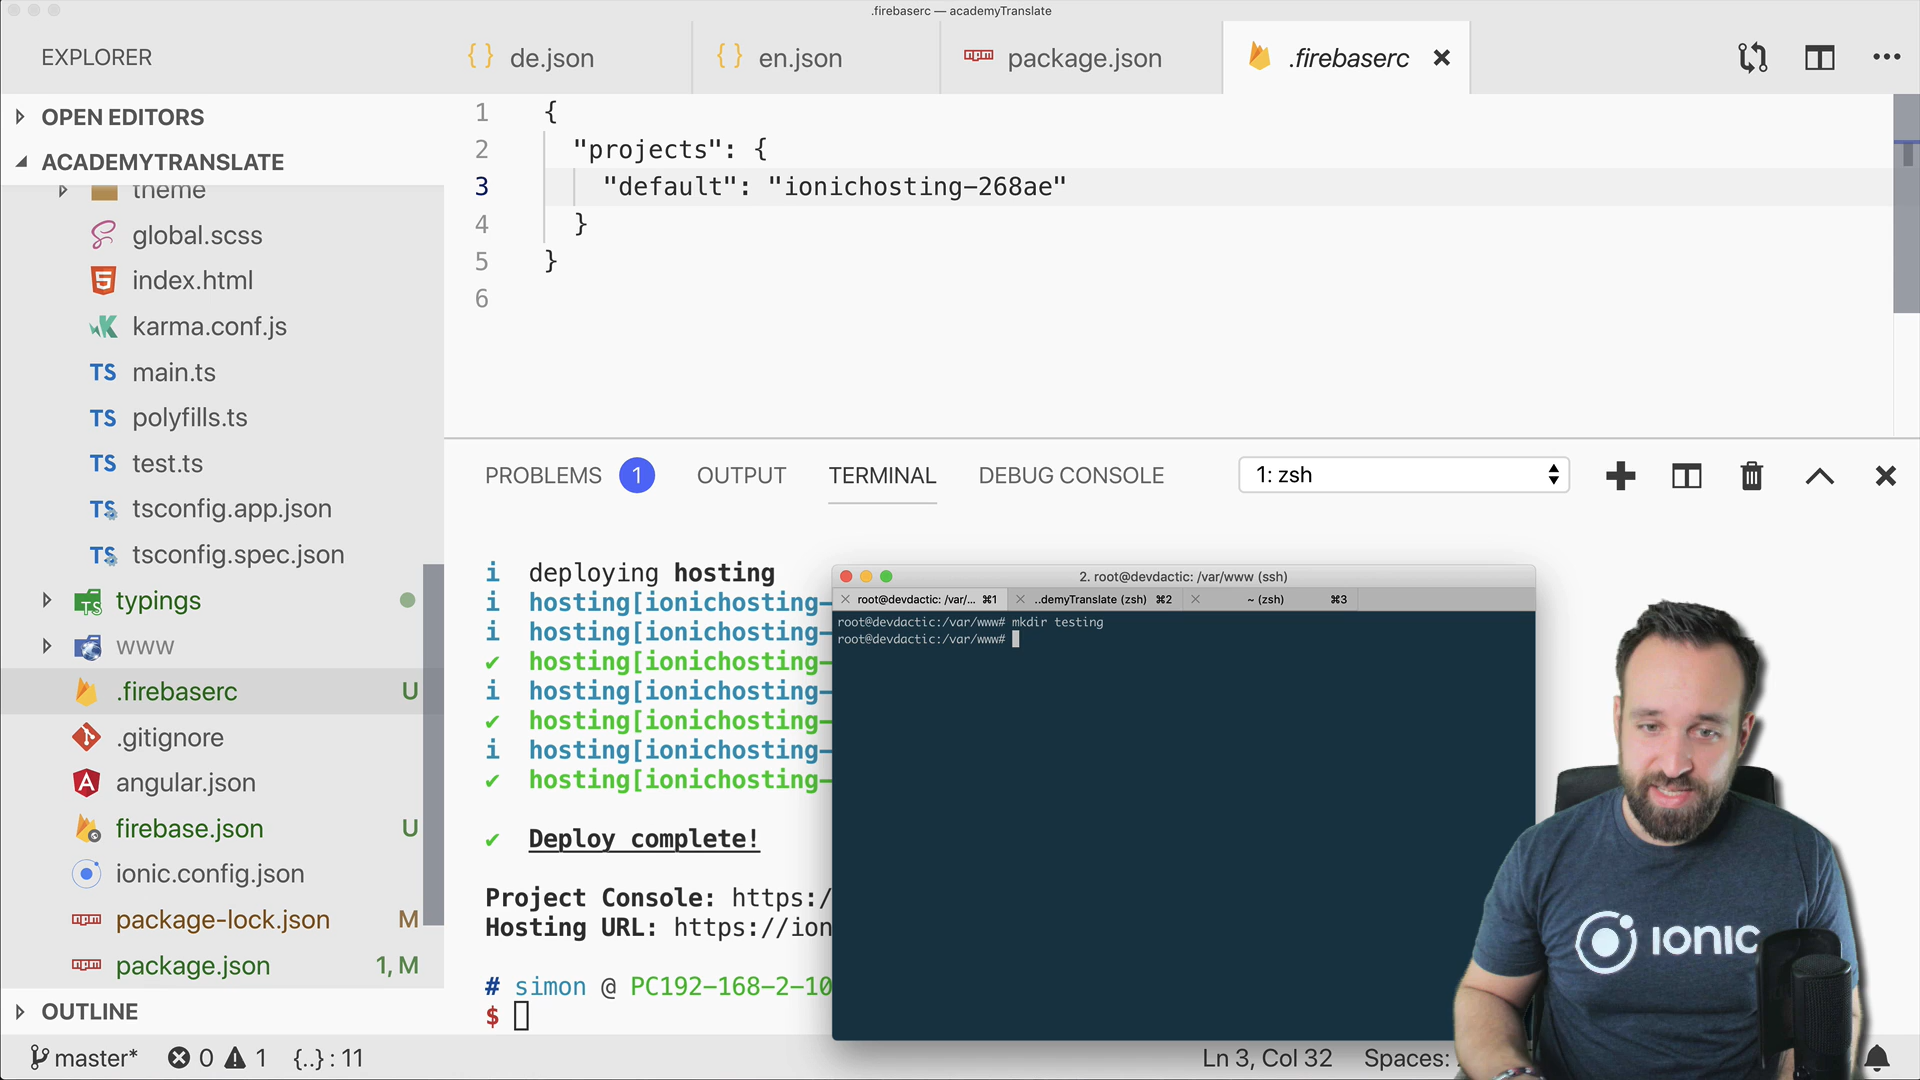 .firebaserc — academyTranslate
EXPLORER
{} de.json
{} en.json
package.json
.firebaserc
OPEN EDITORS
ACADEMYTRANSLATE
theme
global.scss
index.html
karma.conf.js
TS main.ts
TS polyfills.ts
TS test.ts
TS tsconfig.app.json
TS tsconfig.spec.json
typings
www
.firebaserc U
.gitignore
angular.json
firebase.json U
ionic.config.json
package-lock.json M
package.json 1, M
OUTLINE
1 {
2 "projects": {
3 "default": "ionichosting-268ae"
4 }
5 }
6
PROBLEMS 1 OUTPUT TERMINAL DEBUG CONSOLE 1: zsh
i deploying hosting
i hosting[ionichosting-
i hosting[ionichosting-
✔ hosting[ionichosting-
i hosting[ionichosting-
✔ hosting[ionichosting-
i hosting[ionichosting-
✔ hosting[ionichosting-
✔ Deploy complete!
Project Console: https:/
Hosting URL: https://ion
# simon @ PC192-168-2-10
$
2. root@devdactic: /var/www (ssh)
root@devdactic: /var/... ⌘1 ..demyTranslate (zsh) ⌘2 ~ (zsh) ⌘3
root@devdactic:/var/www# mkdir testing
root@devdactic:/var/www#
IONIC
master* 0 1 {..} : 11 Ln 3, Col 32 Spaces: